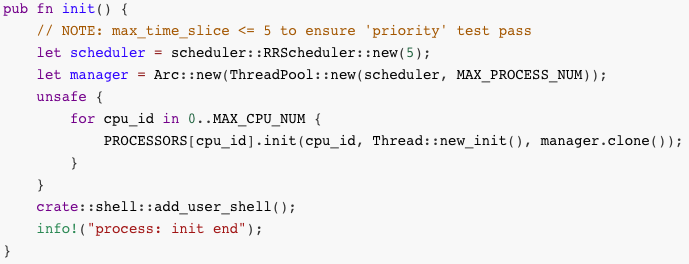 pub fn init() {
    // NOTE: max_time_slice <= 5 to ensure 'priority' test pass
    let scheduler = scheduler::RRScheduler::new(5);
    let manager = Arc::new(ThreadPool::new(scheduler, MAX_PROCESS_NUM));
    unsafe {
        for cpu_id in 0..MAX_CPU_NUM {
            PROCESSORS[cpu_id].init(cpu_id, Thread::new_init(), manager.clone());
        }
    }
    crate::shell::add_user_shell();
    info!("process: init end");
}